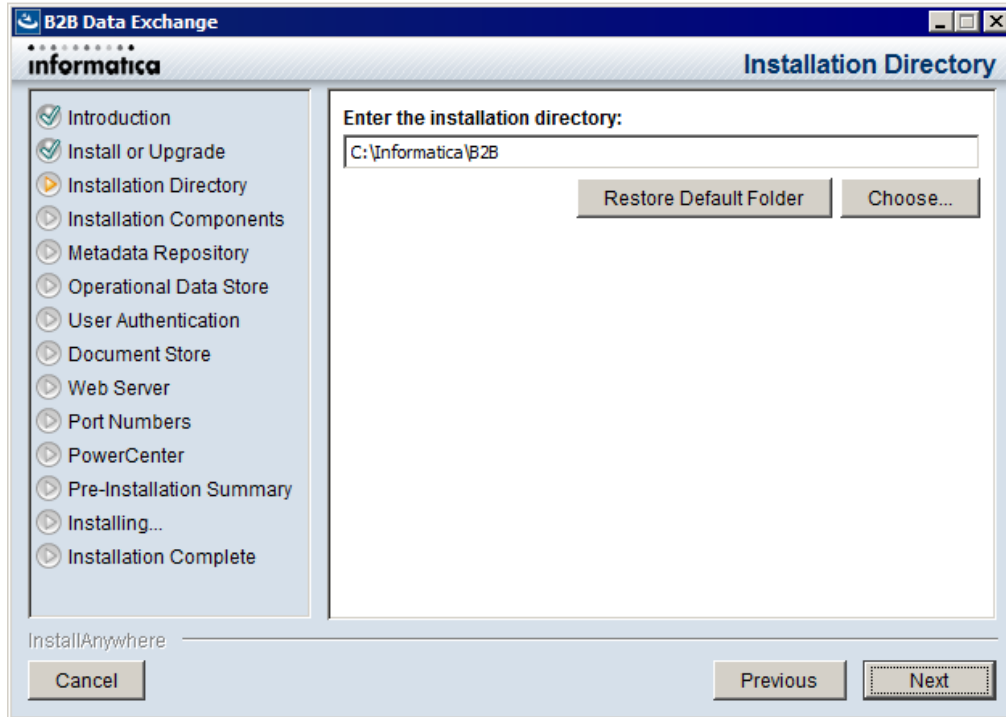 B2B Data Exchange
informatica
Installation Directory
Introduction
Install or Upgrade
Installation Directory
Installation Components
Metadata Repository
Operational Data Store
User Authentication
Document Store
Web Server
Port Numbers
PowerCenter
Pre-Installation Summary
Installing...
Installation Complete
Enter the installation directory:
C:\Informatica\B2B
Restore Default Folder Choose...
InstallAnywhere
Cancel Previous Next